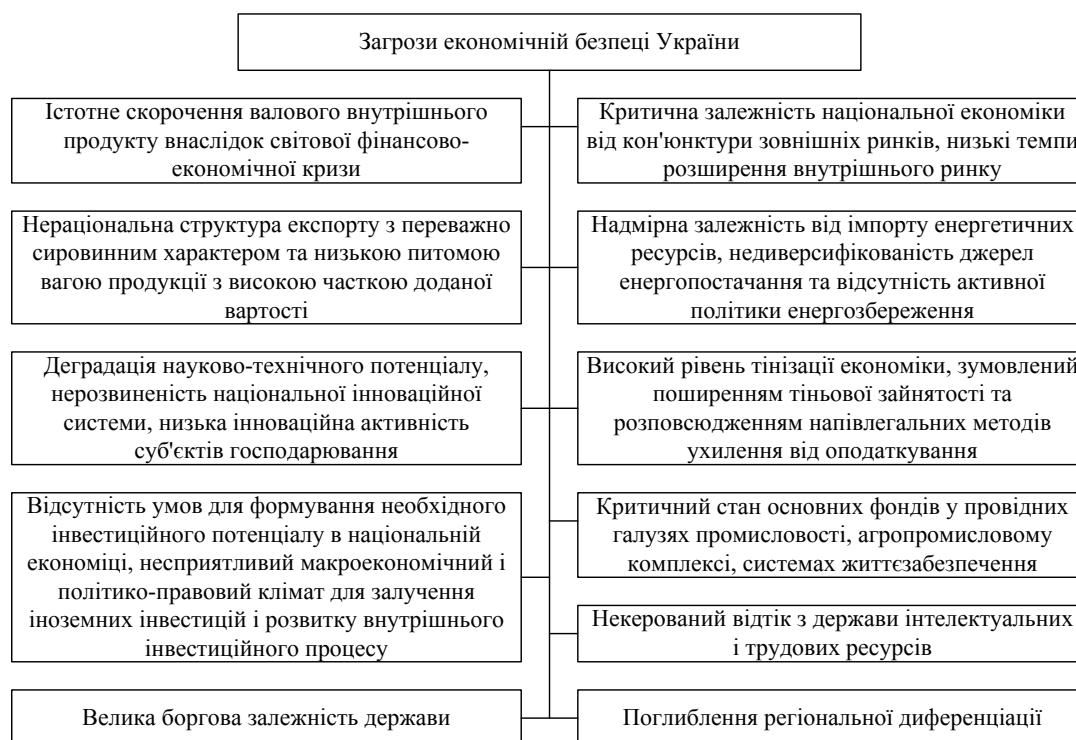 Загрози економічній безпеці України
Істотне скорочення валового внутрішнього
продукту внаслідок світової фінансово-
економічної кризи
Критична залежність національної економіки
від кон'юнктури зовнішніх ринків, низькі темпи
розширення внутрішнього ринку
Нераціональна структура експорту з переважно
сировинним характером та низькою питомою
вагою продукції з високою часткою доданої
вартості
Надмірна залежність від імпорту енергетичних
ресурсів, недиверсифікованість джерел
енергопостачання та відсутність активної
політики енергозбереження
Деградація науково-технічного потенціалу,
нерозвиненість національної інноваційної
системи, низька інноваційна активність
суб'єктів господарювання
Високий рівень тінізації економіки, зумовлений
поширенням тіньової зайнятості та
розповсюдженням напівлегальних методів
ухилення від оподаткування
Відсутність умов для формування необхідного
інвестиційного потенціалу в національній
економіці, несприятливий макроекономічний і
політико-правовий клімат для залучення
іноземних інвестицій і розвитку внутрішнього
інвестиційного процесу
Критичний стан основних фондів у провідних
галузях промисловості, агропромисловому
комплексі, системах життєзабезпечення
Некерований відтік з держави інтелектуальних
і трудових ресурсів
Велика боргова залежність держави
Поглиблення регіональної диференціації